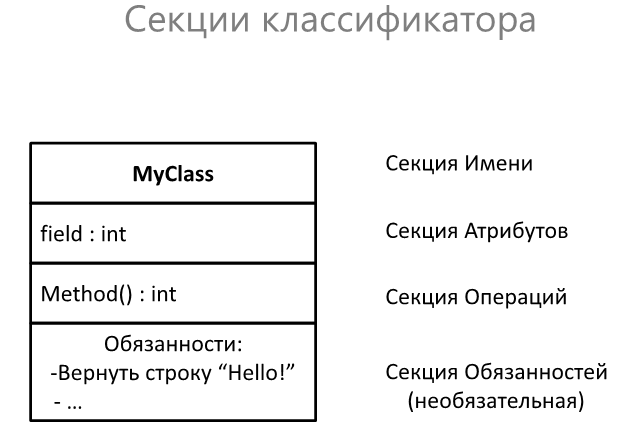 Секции классификатора
MyClass
Секция Имени
field : int
Секция Атрибутов
Method() : int
Секция Операций
Обязанности:
-Вернуть строку “Hello!”
- ...
Секция Обязанностей
(необязательная)